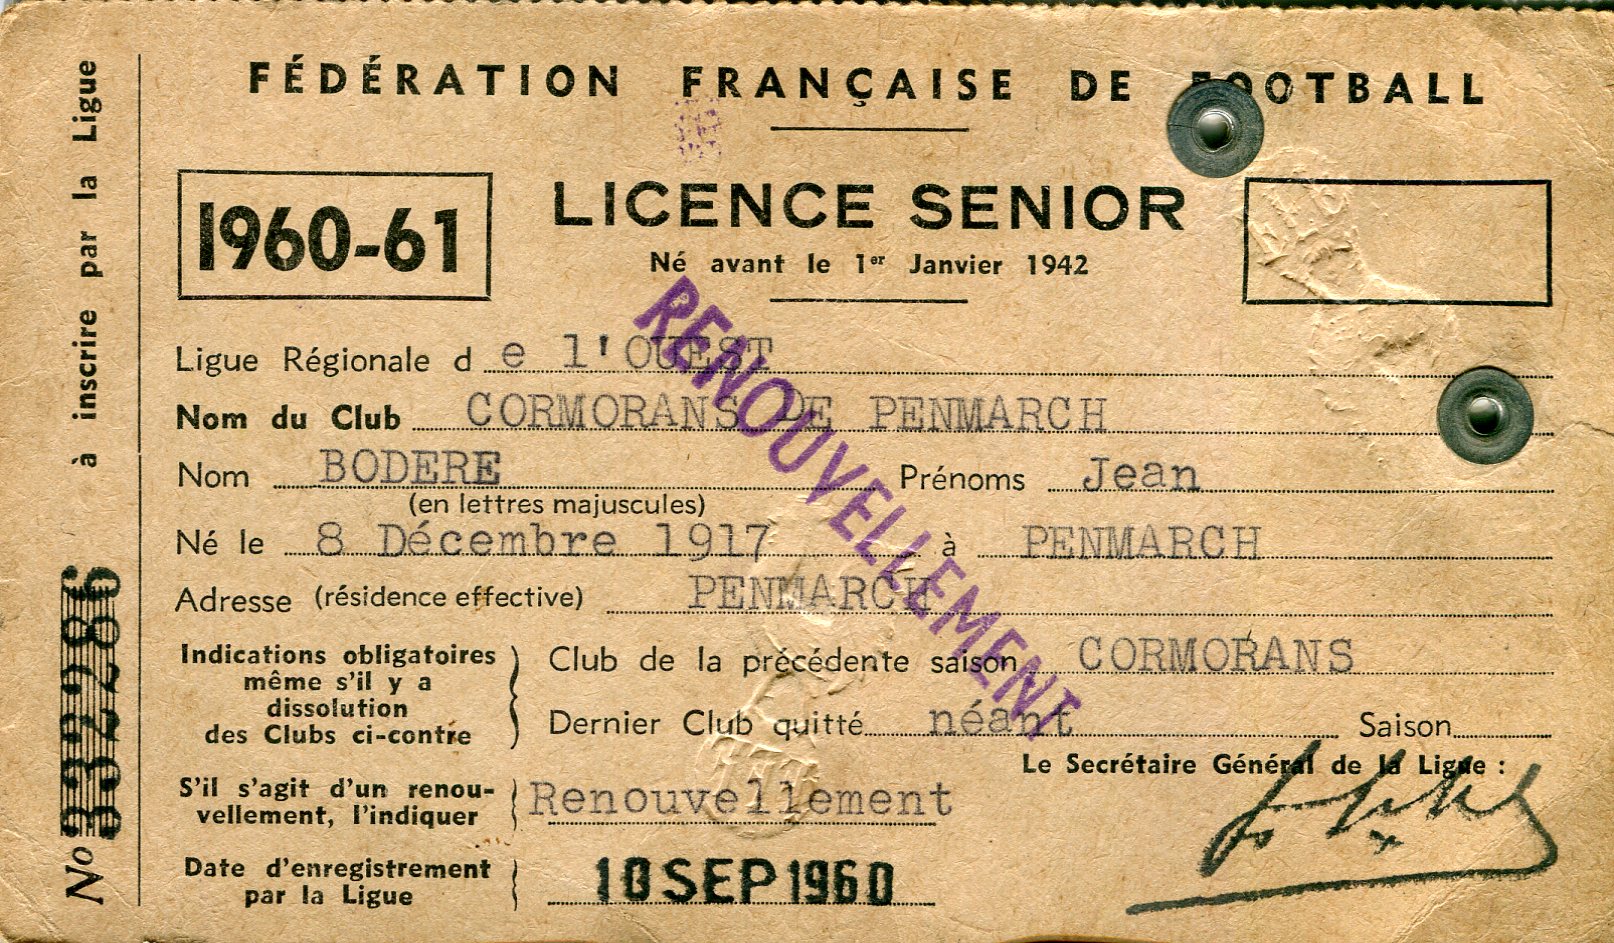 FÉDÉRATION FRANÇAISE DE FOOTBALL
1960-61
LICENCE SENIOR
Né avant le 1er Janvier 1942
RENOUVELLEMENT
Ligue Régionale d e l'OUEST
Nom du Club CORMORANS DE PENMARCH
Nom BODERE Prénoms Jean
(en lettres majuscules)
Né le 8 Décembre 1917 à PENMARCH
Adresse (résidence effective) PENMARCH
Indications obligatoires
même s'il y a
dissolution
des Clubs ci-contre
Club de la précédente saison CORMORANS
Dernier Club quitté néant Saison
Le Secrétaire Général de la Ligue :
S'il s'agit d'un renou-
vellement, l'indiquer
Renouvellement
Date d'enregistrement
par la Ligue
10 SEP 1960
No 332286 à inscrire par la Ligue